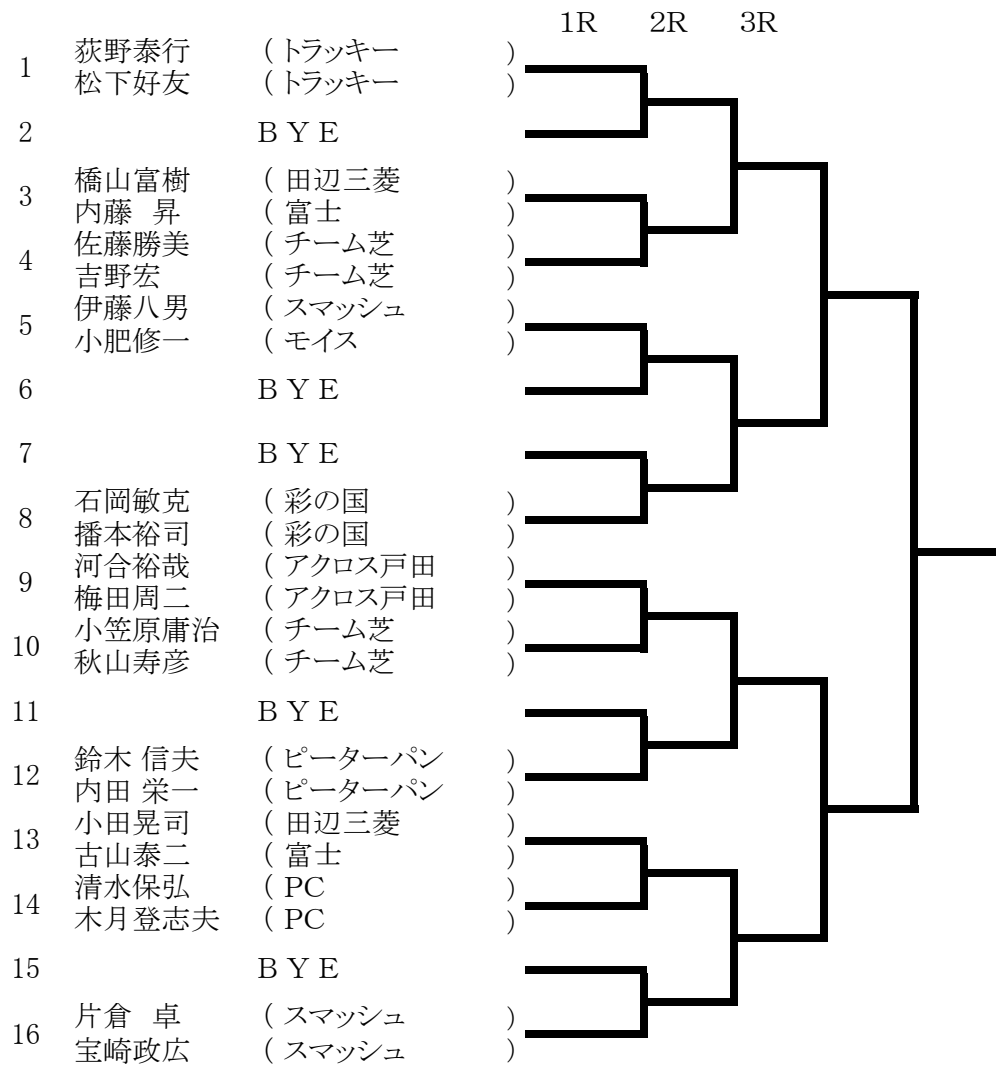 1R 2R 3R
1 荻野泰行 ( トラッキー )
松下好友 ( トラッキー )
2 B Y E
3 橋山富樹 ( 田辺三菱 )
内藤 昇 ( 富士 )
4 佐藤勝美 ( チーム芝 )
吉野宏 ( チーム芝 )
5 伊藤八男 ( スマッシュ )
小肥修一 ( モイス )
6 B Y E
7 B Y E
8 石岡敏克 ( 彩の国 )
播本裕司 ( 彩の国 )
9 河合裕哉 ( アクロス戸田 )
梅田周二 ( アクロス戸田 )
10 小笠原庸治 ( チーム芝 )
秋山寿彦 ( チーム芝 )
11 B Y E
12 鈴木 信夫 ( ピーターパン )
内田 栄一 ( ピーターパン )
13 小田晃司 ( 田辺三菱 )
古山泰二 ( 富士 )
14 清水保弘 ( PC )
木月登志夫 ( PC )
15 B Y E
16 片倉 卓 ( スマッシュ )
宝崎政広 ( スマッシュ )